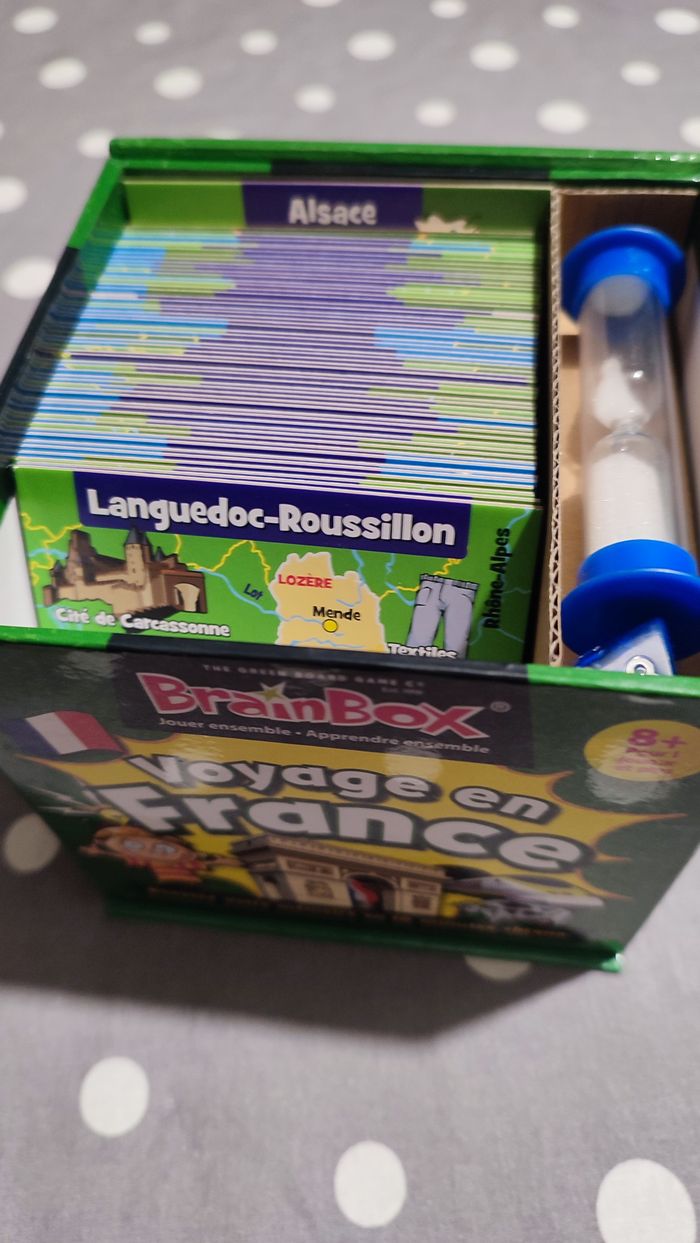 Alsace
Languedoc-Roussillon
Rhône-Alpes
LOZÈRE
Lot
Mende
Cité de Carcassonne
Textiles
THE GREEN BOARD GAME CO
BrainBox®
Jouer ensemble • Apprendre ensemble
8+
Voyage en
France